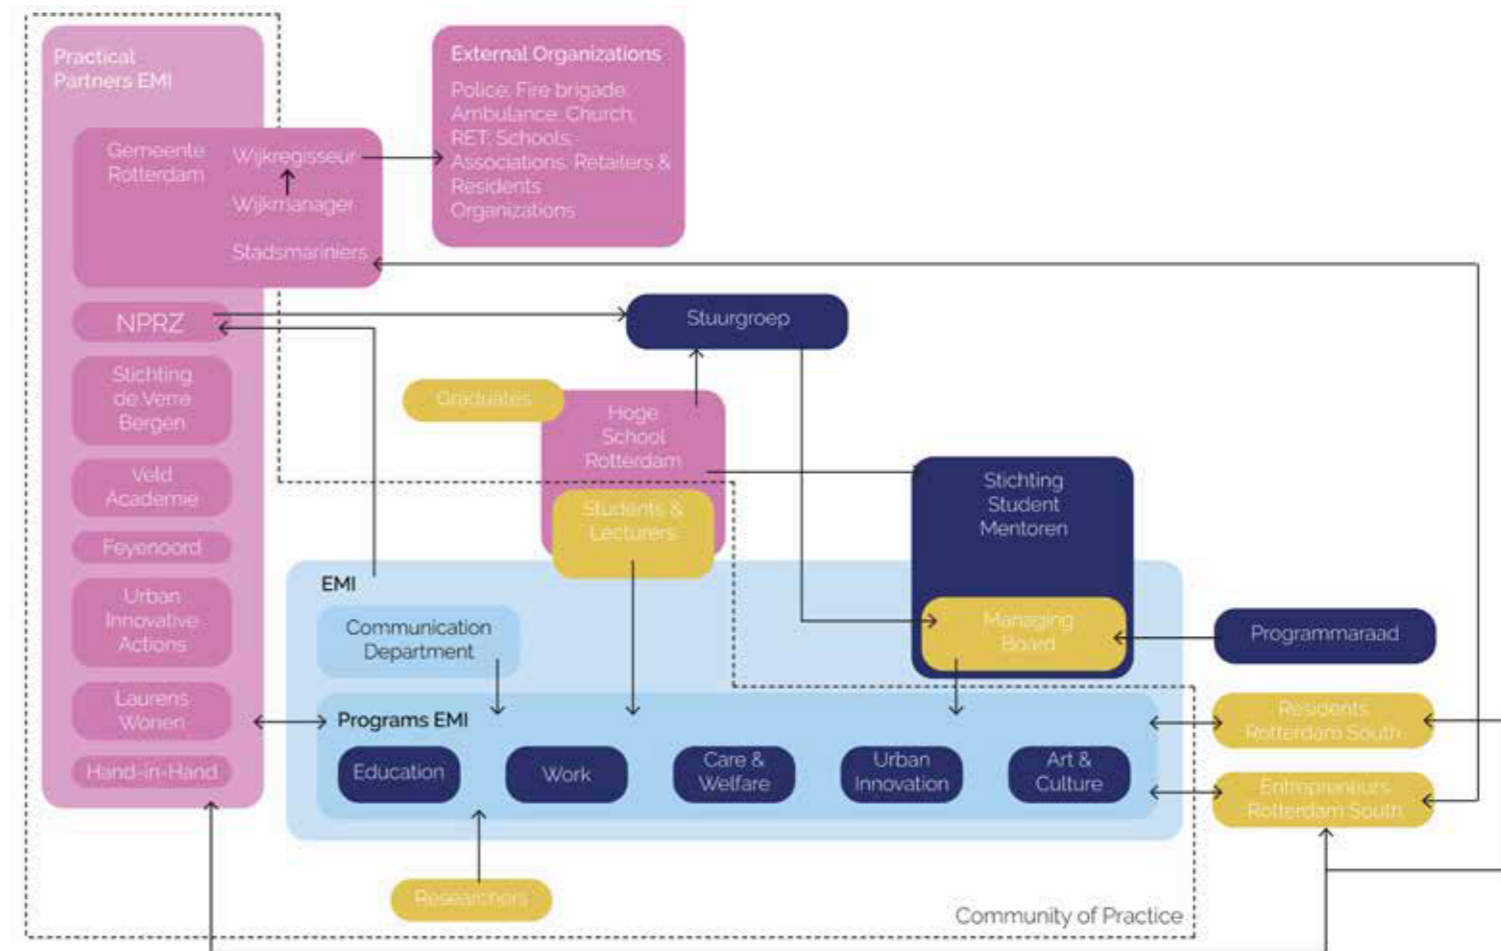 Practical
Partners EMI
Gemeente
Rotterdam
Wijkregisseur
Wijkmanager
Stadsmariniers
External Organizations
Police; Fire brigade;
Ambulance; Church;
RET; Schools;
Associations. Retailers &
Residents
Organizations
NPRZ
Stichting
de Verre
Bergen
Veld
Academie
Feyenoord
Urban
Innovative
Actions
Laurens
Wonen
Hand-in-Hand
Stuurgroep
Graduates
Hoge
School
Rotterdam
Students &
Lecturers
Stichting
Student
Mentoren
Managing
Board
Programmaraad
EMI
Communication
Department
Programs EMI
Education
Work
Care &
Welfare
Urban
Innovation
Art &
Culture
Residents
Rotterdam South
Entrepreneurs
Rotterdam South
Researchers
Community of Practice